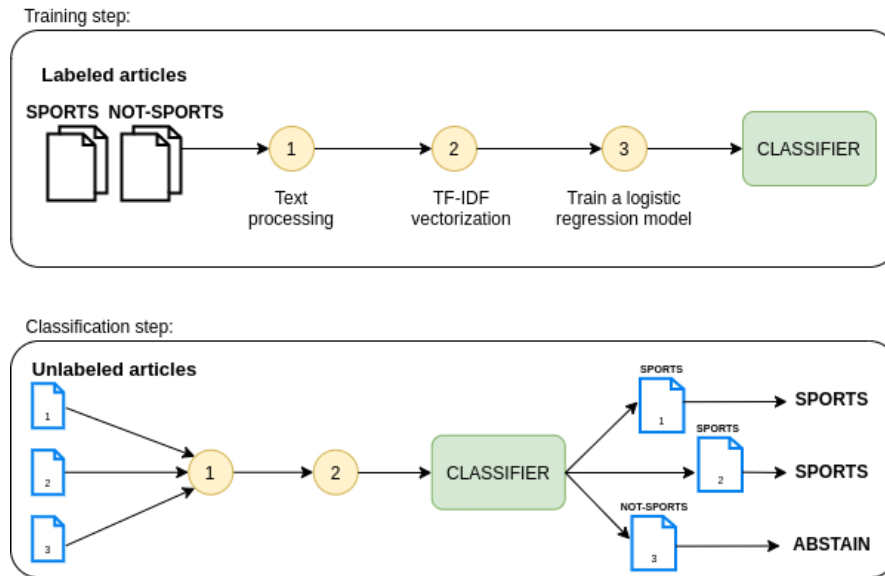 Training step:
Labeled articles
SPORTS NOT-SPORTS
1
2
3
CLASSIFIER
Text
processing
TF-IDF
vectorization
Train a logistic
regression model
Classification step:
Unlabeled articles
1
2
3
1
2
CLASSIFIER
SPORTS
1
SPORTS
SPORTS
2
SPORTS
NOT-SPORTS
3
ABSTAIN